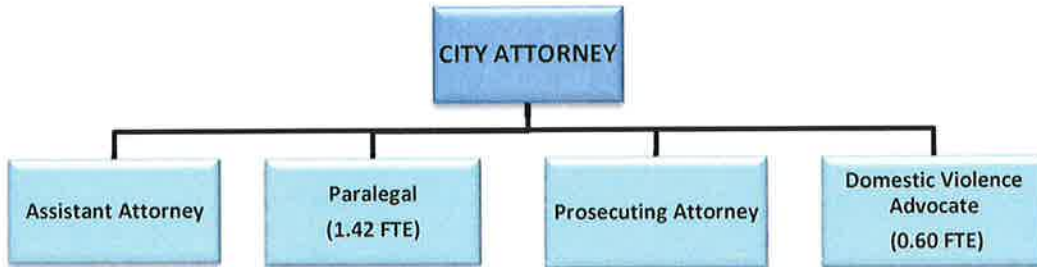 CITY ATTORNEY
Assistant Attorney
Paralegal
(1.42 FTE)
Prosecuting Attorney
Domestic Violence
Advocate
(0.60 FTE)